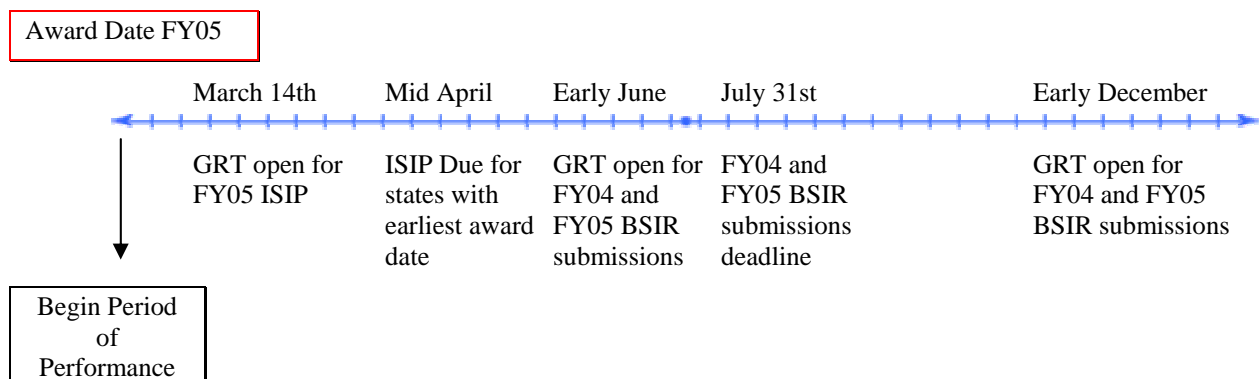 Award Date FY05
March 14th
Mid April
Early June
July 31st
Early December
GRT open for
FY05 ISIP
ISIP Due for
states with
earliest award
date
GRT open for
FY04 and
FY05 BSIR
submissions
FY04 and
FY05 BSIR
submissions
deadline
GRT open for
FY04 and FY05
BSIR submissions
Begin Period
of
Performance